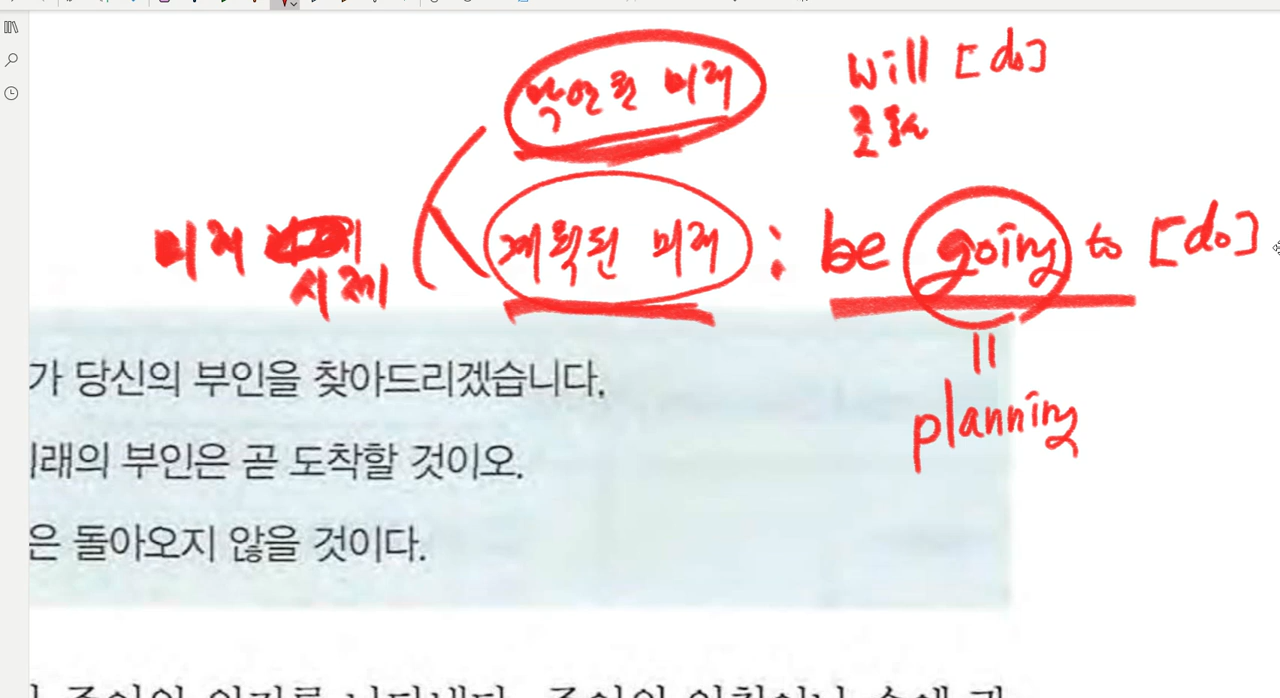 막연한 미래
will [do]
조동사
미래
시제
계획된 미래 : be going to [do]
planning
가 당신의 부인을 찾아드리겠습니다.
미래의 부인은 곧 도착할 것이오.
은 돌아오지 않을 것이다.